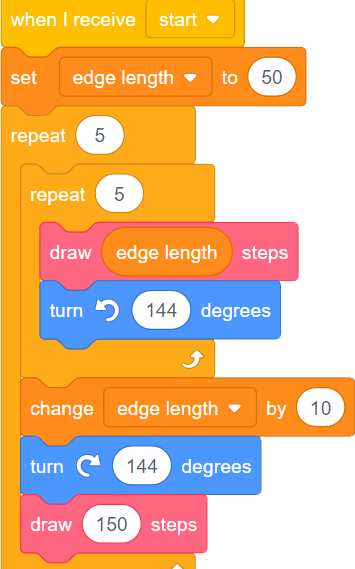 when I receive start
set edge length to 50
repeat 5
repeat 5
draw edge length steps
turn 144 degrees
change edge length by 10
turn 144 degrees
draw 150 steps